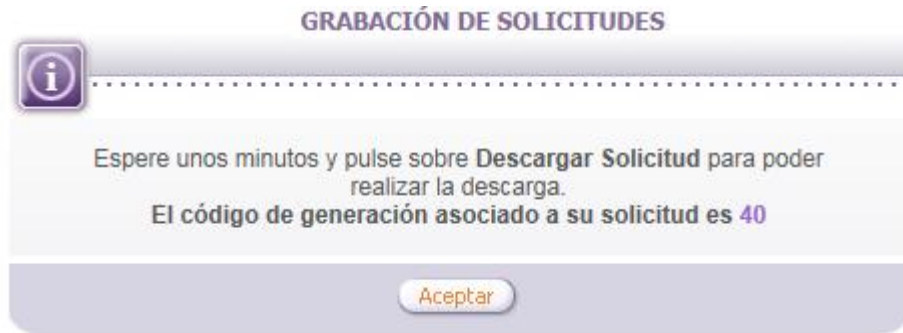 GRABACIÓN DE SOLICITUDES
Espere unos minutos y pulse sobre Descargar Solicitud para poder
realizar la descarga.
El código de generación asociado a su solicitud es 40
Aceptar